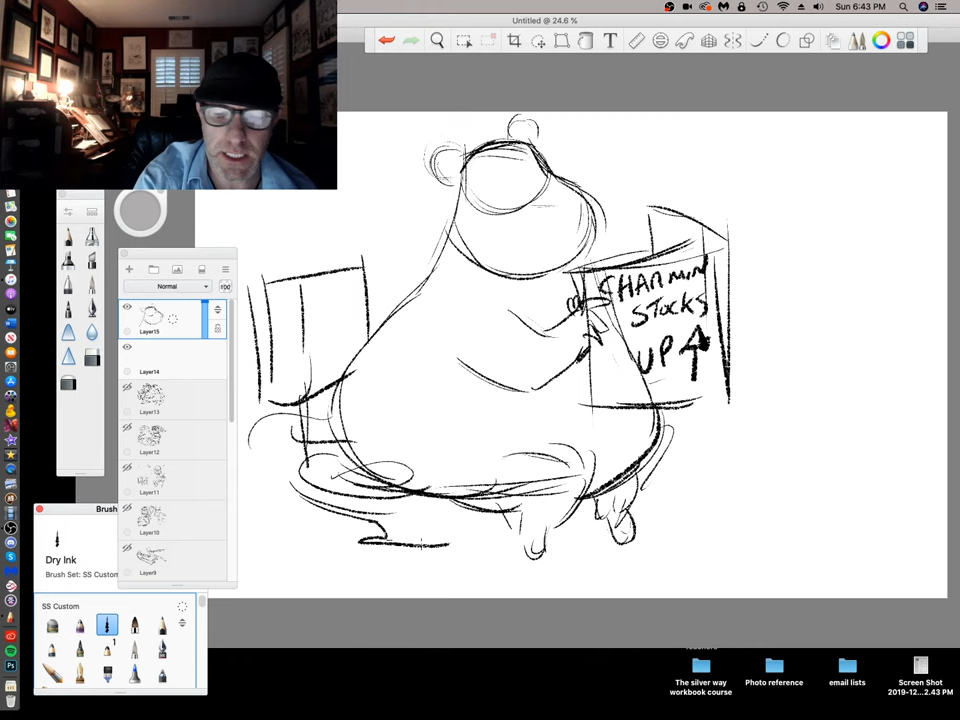 Sun 6:43 PM
Untitled @ 24.6 %
CHARMIN
STOCKS
UP
Normal
100
Layer15
Layer14
Layer13
Layer12
Layer11
Layer10
Layer9
Brush
Dry Ink
Brush Set: SS Custom
SS Custom
1
The silver way
workbook course
Photo reference
email lists
Screen Shot
2019-12...2.43 PM